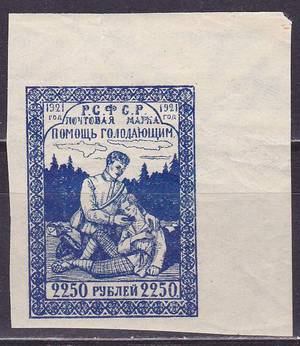 1921 ГОД Р.С.Ф.С.Р 1921 ГОД
ПОЧТОВАЯ МАРКА
ПОМОЩЬ ГОЛОДАЮЩИМ
2250 РУБЛЕЙ 2250